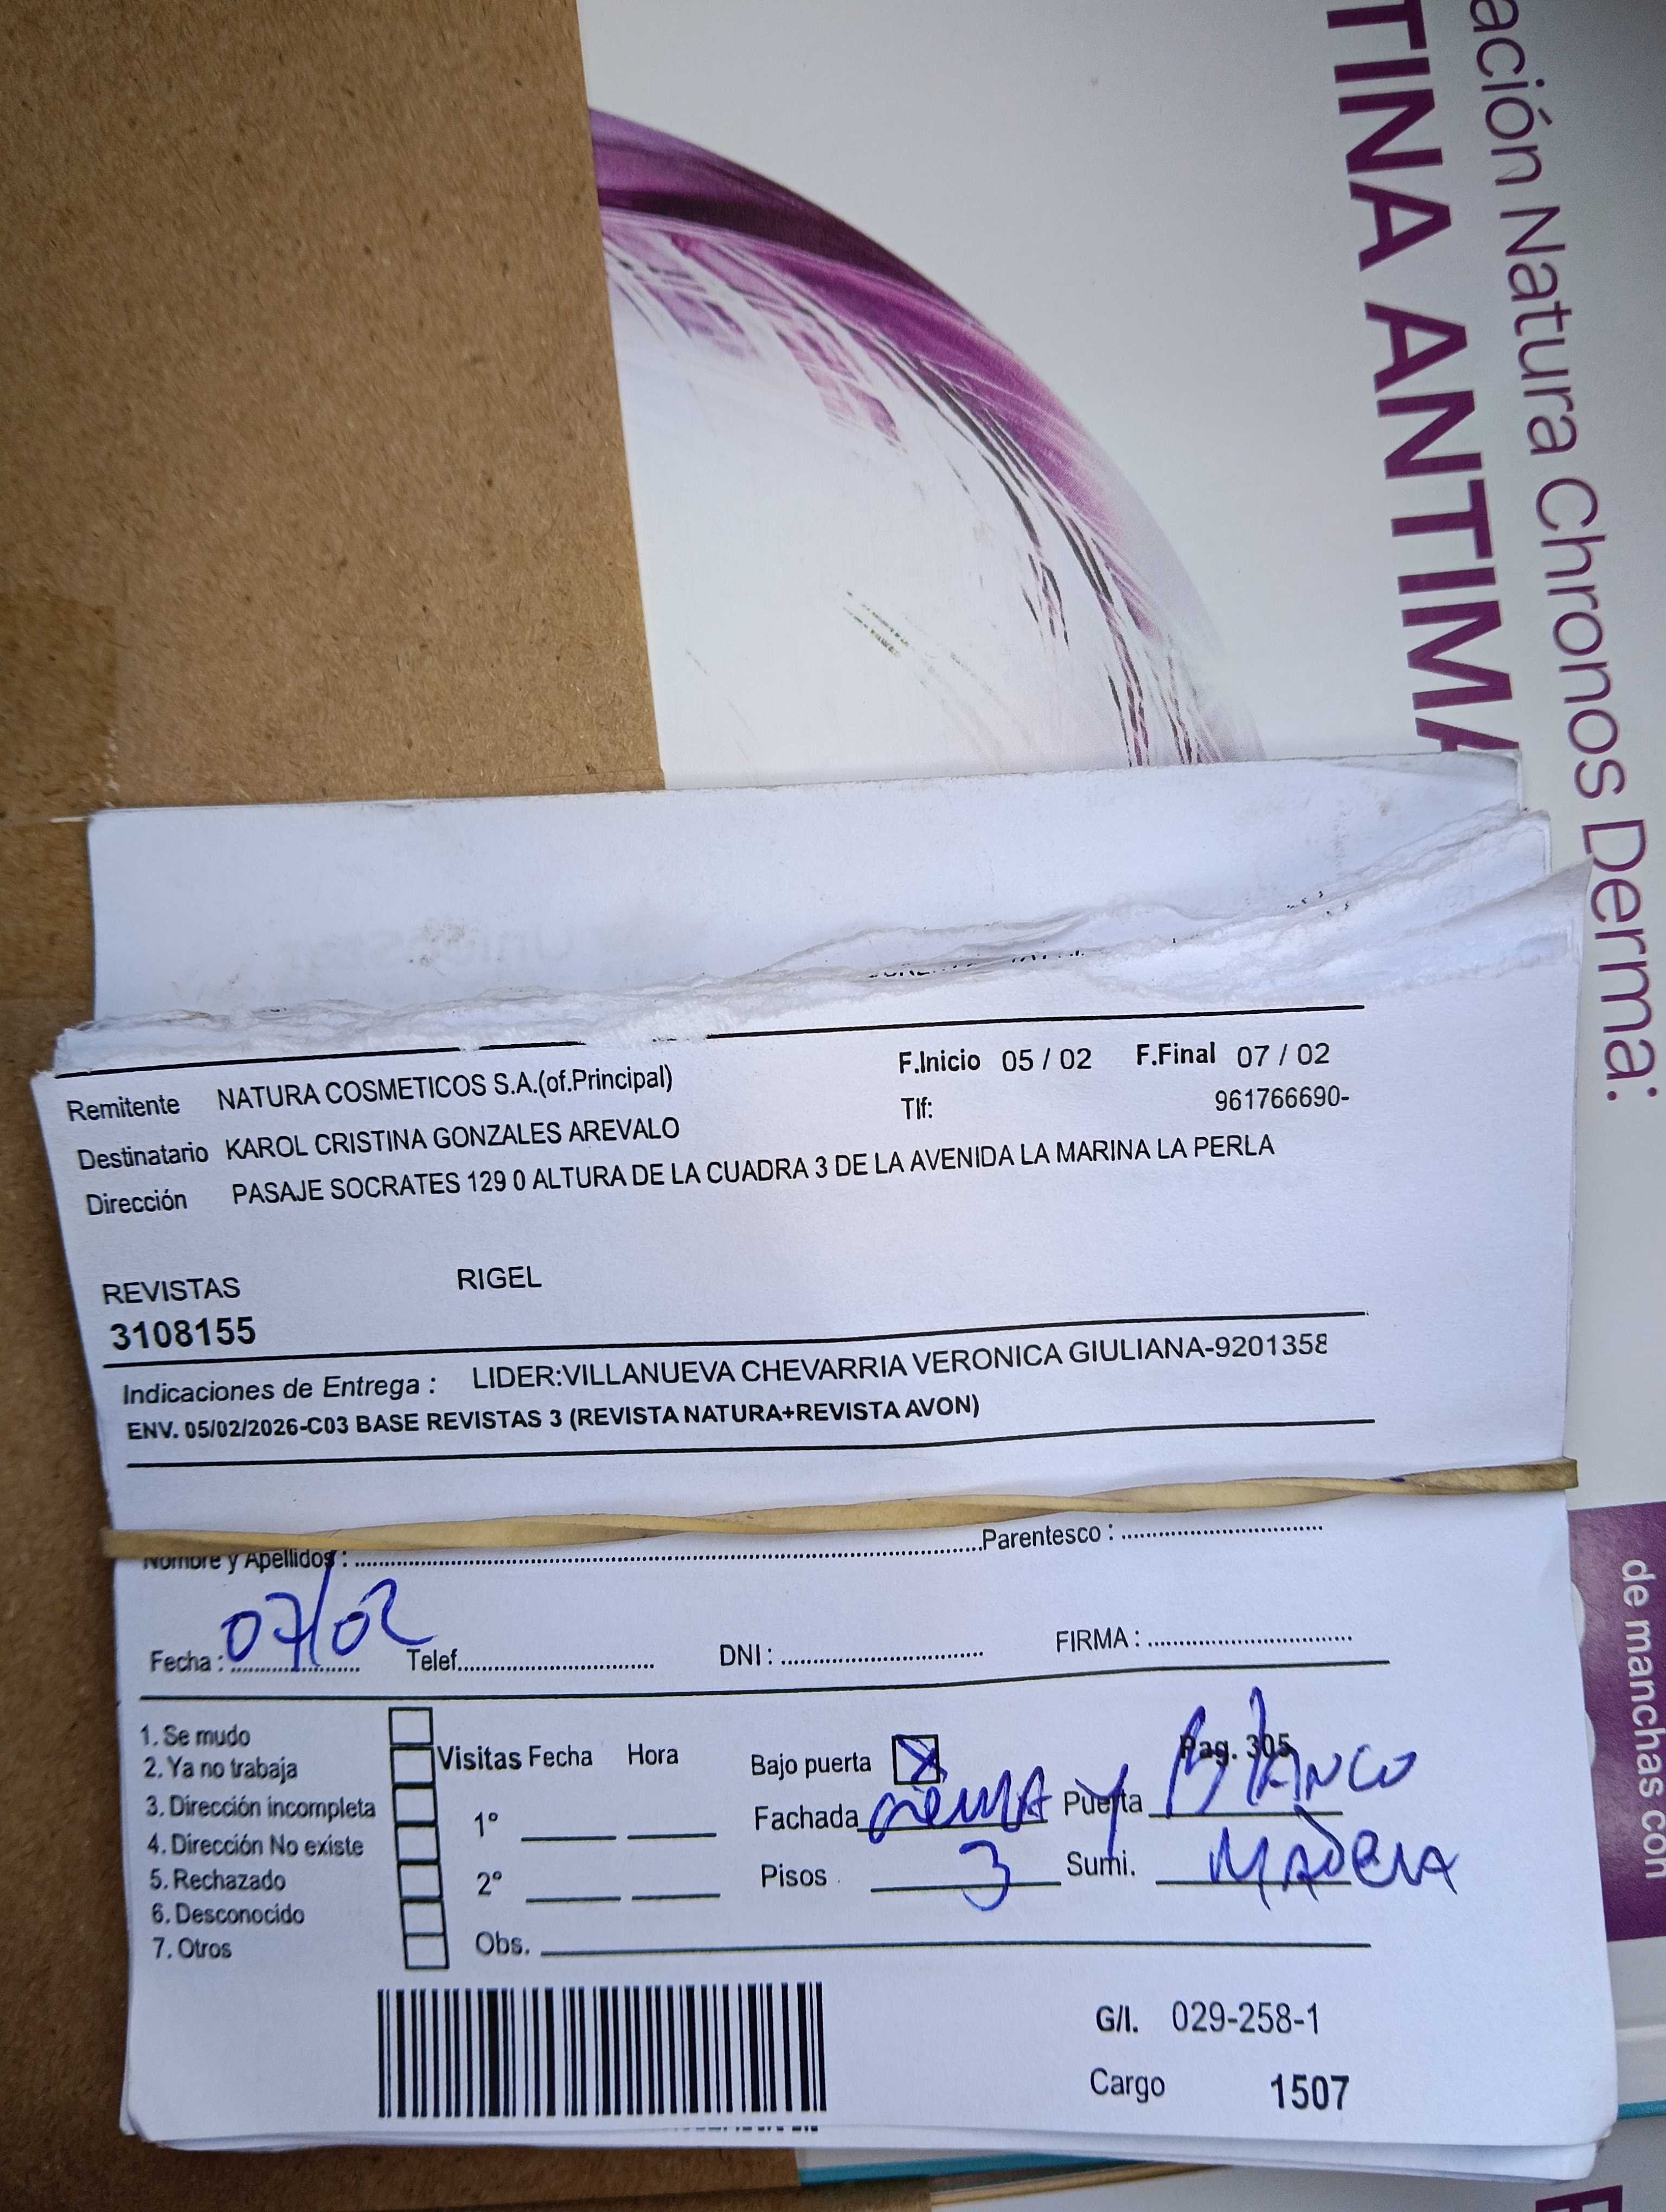 ación Natura Chronos Derma:
TINA ANTIMA
F.Inicio 05 / 02 F.Final 07 / 02
Remitente NATURA COSMETICOS S.A.(of.Principal)
Tlf: 961766690-
Destinatario KAROL CRISTINA GONZALES AREVALO
Dirección PASAJE SOCRATES 129 0 ALTURA DE LA CUADRA 3 DE LA AVENIDA LA MARINA LA PERLA
REVISTAS RIGEL
3108155
Indicaciones de Entrega : LIDER:VILLANUEVA CHEVARRIA VERONICA GIULIANA-9201358
ENV. 05/02/2026-C03 BASE REVISTAS 3 (REVISTA NATURA+REVISTA AVON)
Nombre y Apellidos : Parentesco :
Fecha : 07/02 Telef. DNI : FIRMA :
1. Se mudo
2. Ya no trabaja
3. Dirección incompleta
4. Dirección No existe
5. Rechazado
6. Desconocido
7. Otros
Visitas Fecha Hora
1°
2°
Obs.
Bajo puerta X Pag. 305
Fachada crema y Puerta BLANCO
Pisos 3 Sumi. MADERA
G/I. 029-258-1
Cargo 1507
de manchas con